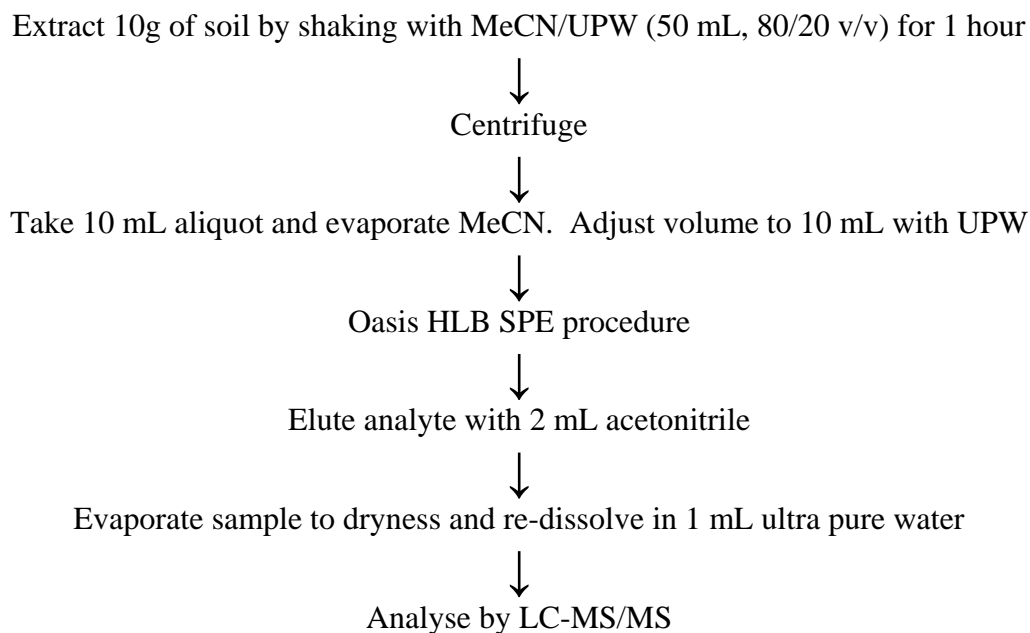 Extract 10g of soil by shaking with MeCN/UPW (50 mL, 80/20 v/v) for 1 hour
Centrifuge
Take 10 mL aliquot and evaporate MeCN.  Adjust volume to 10 mL with UPW
Oasis HLB SPE procedure
Elute analyte with 2 mL acetonitrile
Evaporate sample to dryness and re-dissolve in 1 mL ultra pure water
Analyse by LC-MS/MS